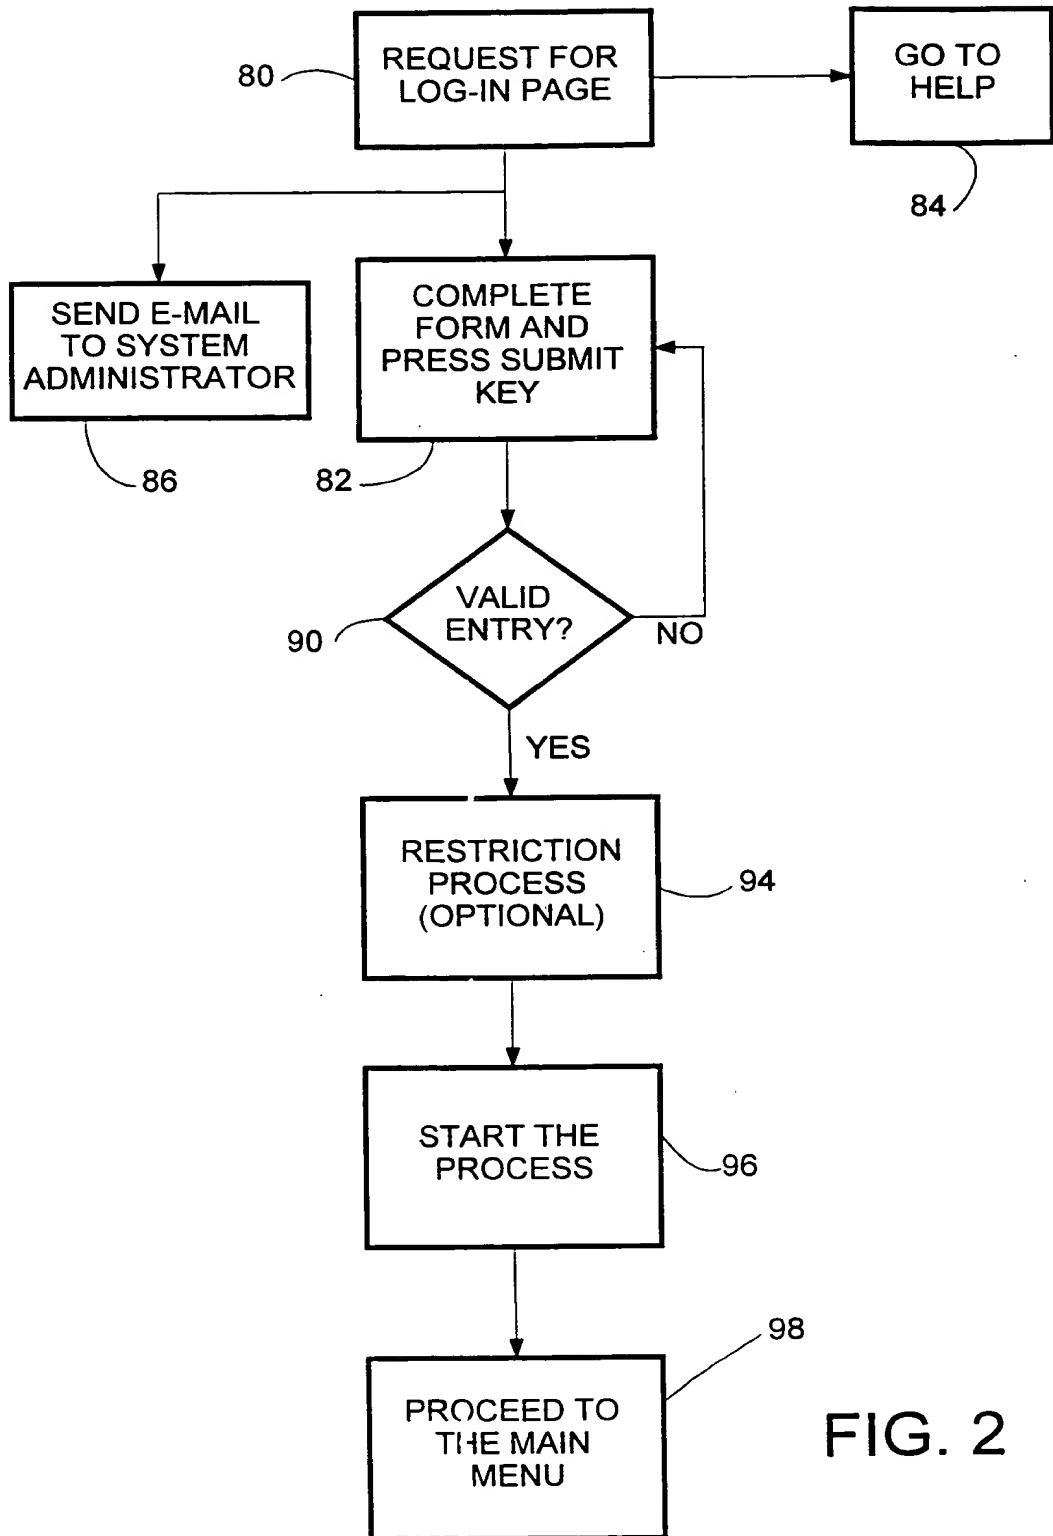 REQUEST FOR
LOG-IN PAGE
80
GO TO
HELP
84
SEND E-MAIL
TO SYSTEM
ADMINISTRATOR
86
COMPLETE
FORM AND
PRESS SUBMIT
KEY
82
VALID
ENTRY?
90
NO
YES
RESTRICTION
PROCESS
(OPTIONAL)
94
START THE
PROCESS
96
PROCEED TO
THE MAIN
MENU
98
FIG. 2